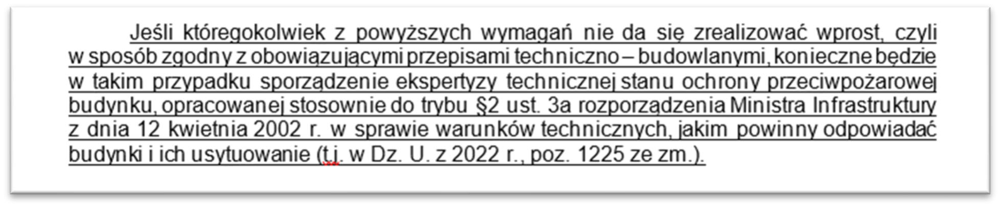 Jeśli któregokolwiek z powyższych wymagań nie da się zrealizować wprost, czyli
w sposób zgodny z obowiązującymi przepisami techniczno – budowlanymi, konieczne będzie
w takim przypadku sporządzenie ekspertyzy technicznej stanu ochrony przeciwpożarowej
budynku, opracowanej stosownie do trybu §2 ust. 3a rozporządzenia Ministra Infrastruktury
z dnia 12 kwietnia 2002 r. w sprawie warunków technicznych, jakim powinny odpowiadać
budynki i ich usytuowanie (t.j. w Dz. U. z 2022 r., poz. 1225 ze zm.).